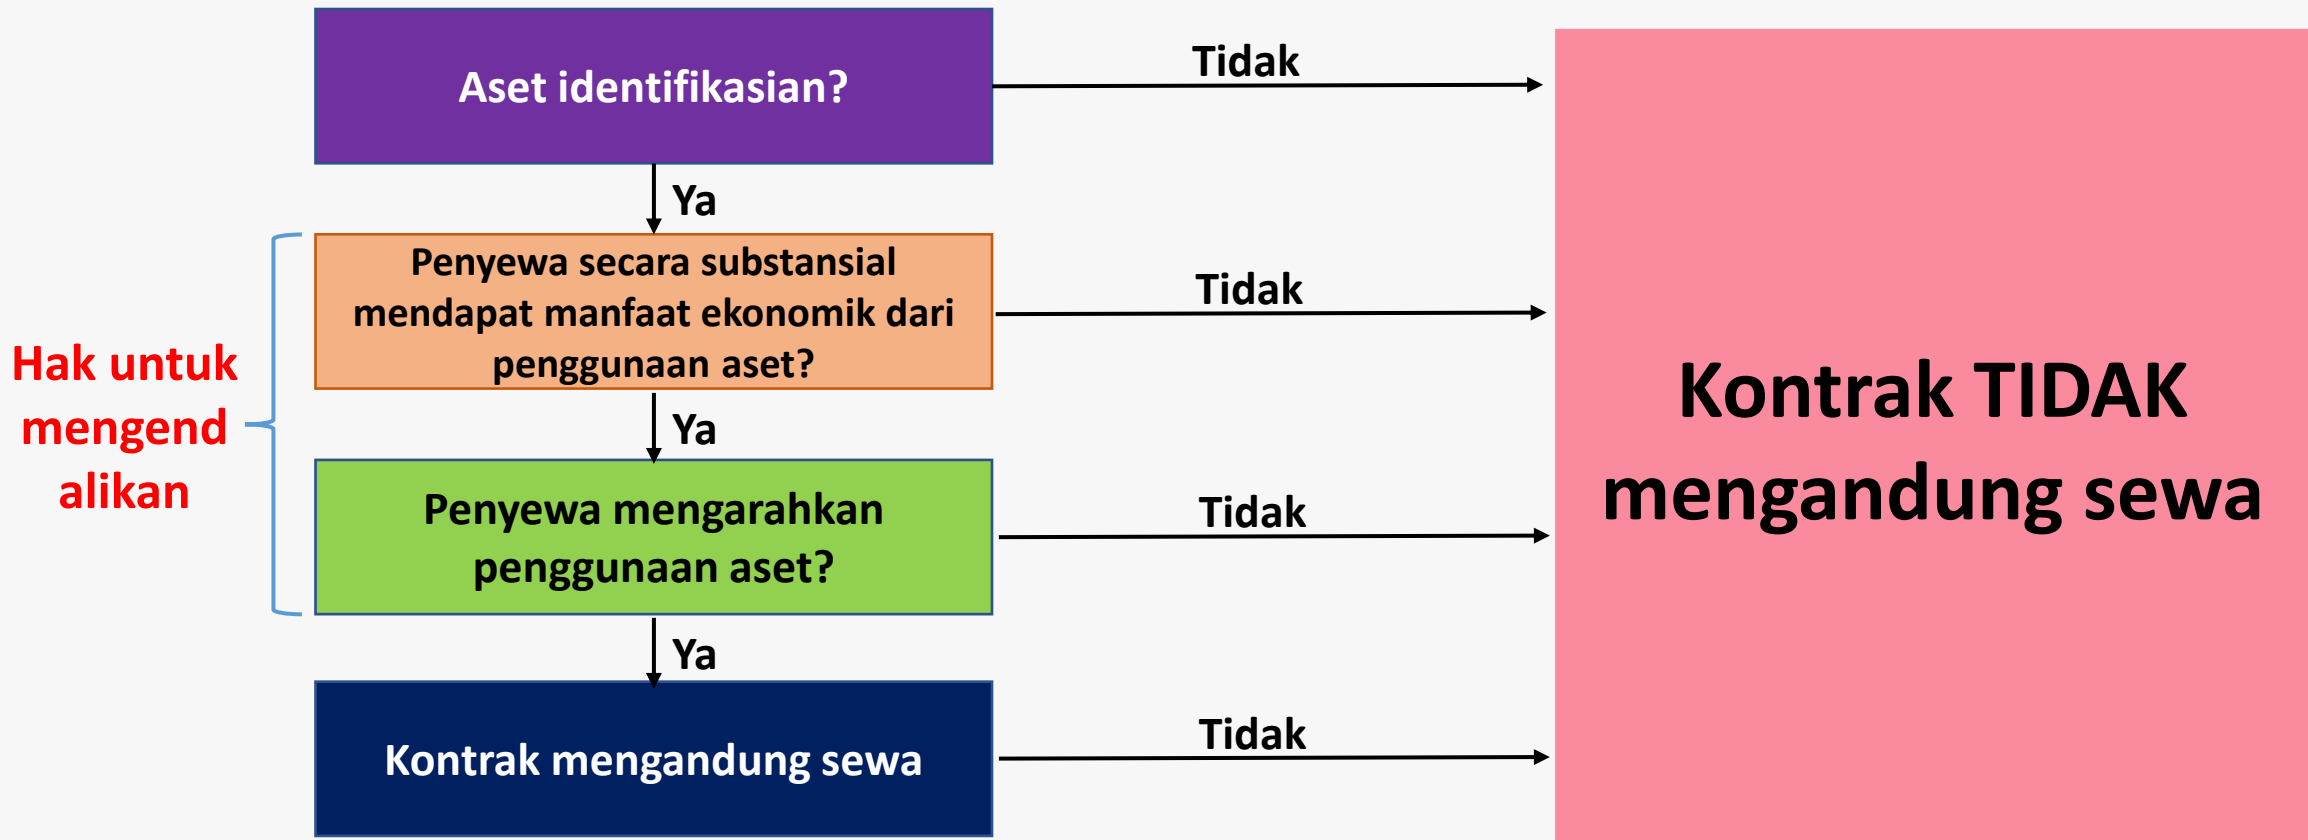 Aset identifikasian?
Tidak
Ya
Penyewa secara substansial
mendapat manfaat ekonomik dari
penggunaan aset?
Tidak
Hak untuk
mengend
alikan
Ya
Penyewa mengarahkan
penggunaan aset?
Tidak
Ya
Kontrak mengandung sewa
Tidak
Kontrak TIDAK
mengandung sewa